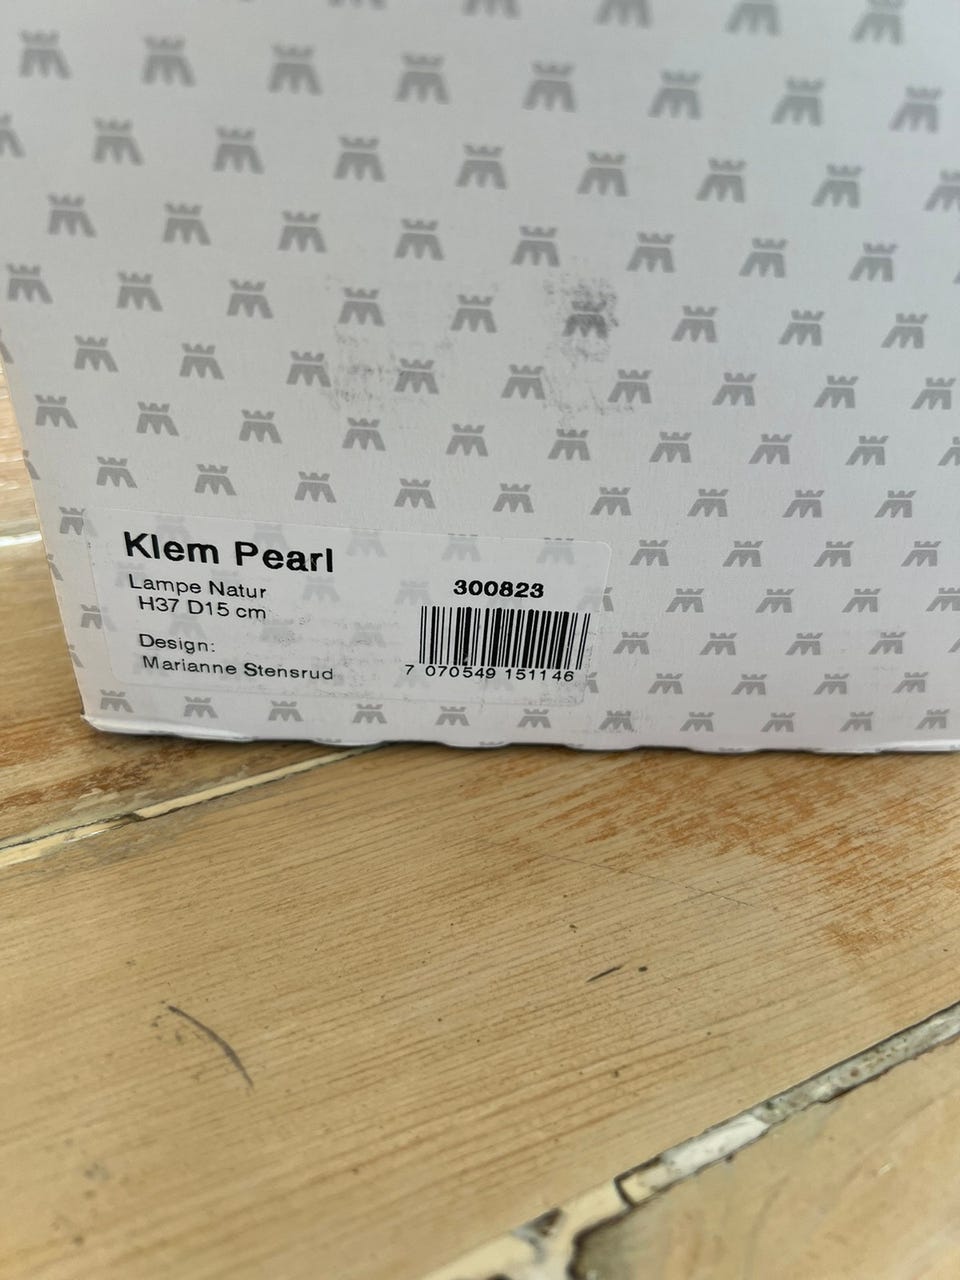 Klem Pearl
Lampe Natur
H37 D15 cm
Design:
Marianne Stensrud
300823
7 070549 151146